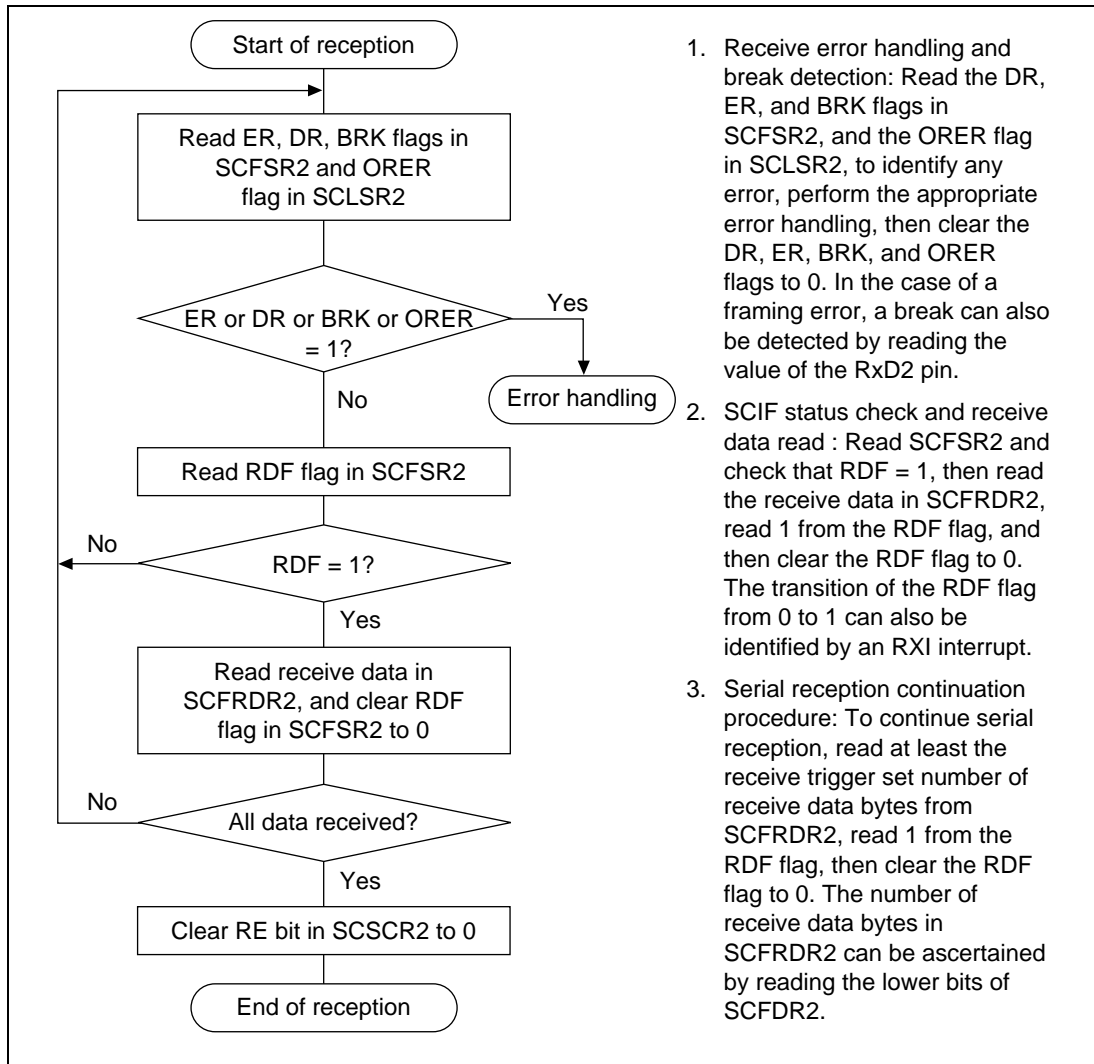 Start of reception
Read ER, DR, BRK flags in
SCFSR2 and ORER
flag in SCLSR2
ER or DR or BRK or ORER
= 1?
Yes
Error handling
No
Read RDF flag in SCFSR2
No
RDF = 1?
Yes
Read receive data in
SCFRDR2, and clear RDF
flag in SCFSR2 to 0
No
All data received?
Yes
Clear RE bit in SCSCR2 to 0
End of reception
1. Receive error handling and
break detection: Read the DR,
ER, and BRK flags in
SCFSR2, and the ORER flag
in SCLSR2, to identify any
error, perform the appropriate
error handling, then clear the
DR, ER, BRK, and ORER
flags to 0. In the case of a
framing error, a break can also
be detected by reading the
value of the RxD2 pin.
2. SCIF status check and receive
data read : Read SCFSR2 and
check that RDF = 1, then read
the receive data in SCFRDR2,
read 1 from the RDF flag, and
then clear the RDF flag to 0.
The transition of the RDF flag
from 0 to 1 can also be
identified by an RXI interrupt.
3. Serial reception continuation
procedure: To continue serial
reception, read at least the
receive trigger set number of
receive data bytes from
SCFRDR2, read 1 from the
RDF flag, then clear the RDF
flag to 0. The number of
receive data bytes in
SCFRDR2 can be ascertained
by reading the lower bits of
SCFDR2.